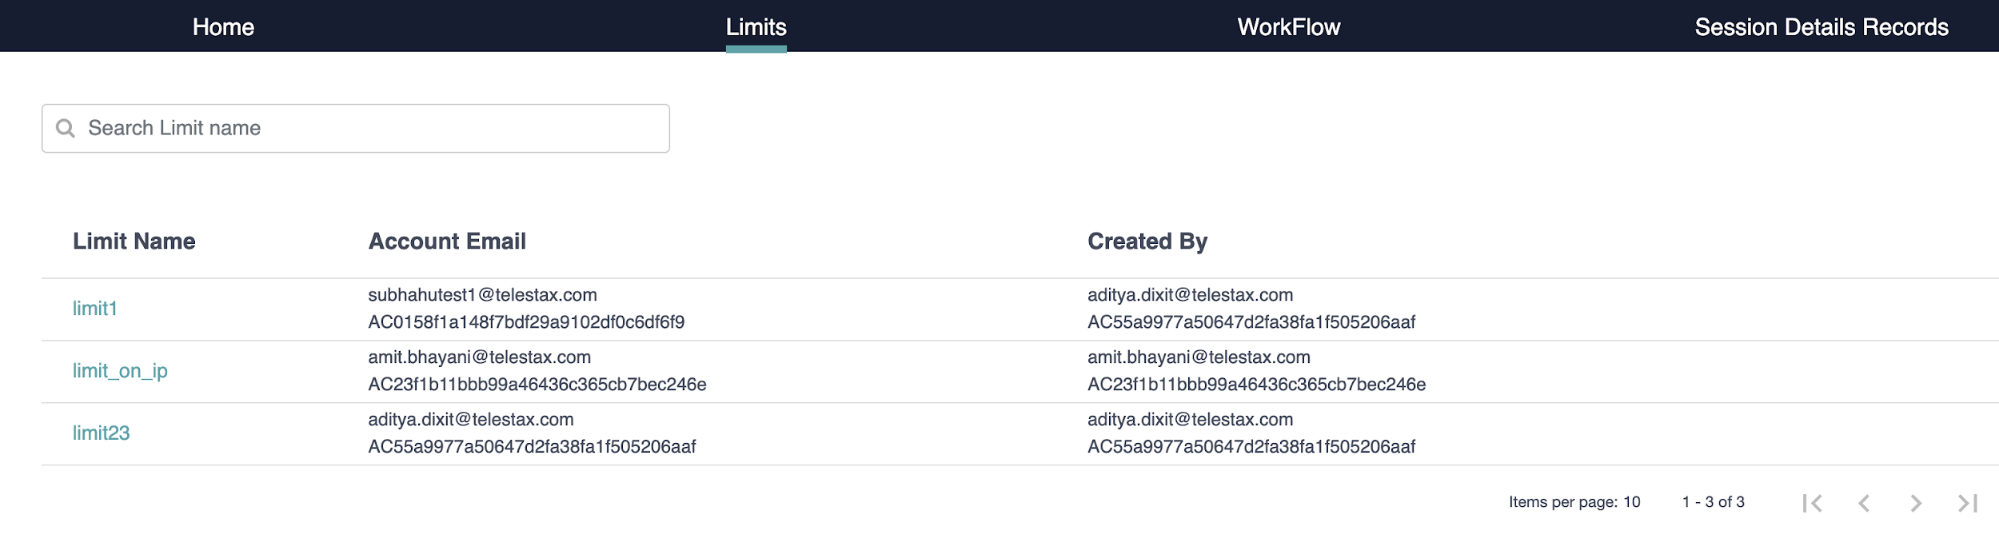 Home Limits WorkFlow Session Details Records
Search Limit name
Limit Name Account Email Created By
limit1
subhahutest1@telestax.com aditya.dixit@telestax.com
AC0158f1a148f7bdf29a9102df0c6df6f9 AC55a9977a50647d2fa38fa1f505206aaf
limit_on_ip
amit.bhayani@telestax.com amit.bhayani@telestax.com
AC23f1b11bbb99a46436c365cb7bec246e AC23f1b11bbb99a46436c365cb7bec246e
limit23
aditya.dixit@telestax.com aditya.dixit@telestax.com
AC55a9977a50647d2fa38fa1f505206aaf AC55a9977a50647d2fa38fa1f505206aaf
Items per page: 10 1 - 3 of 3